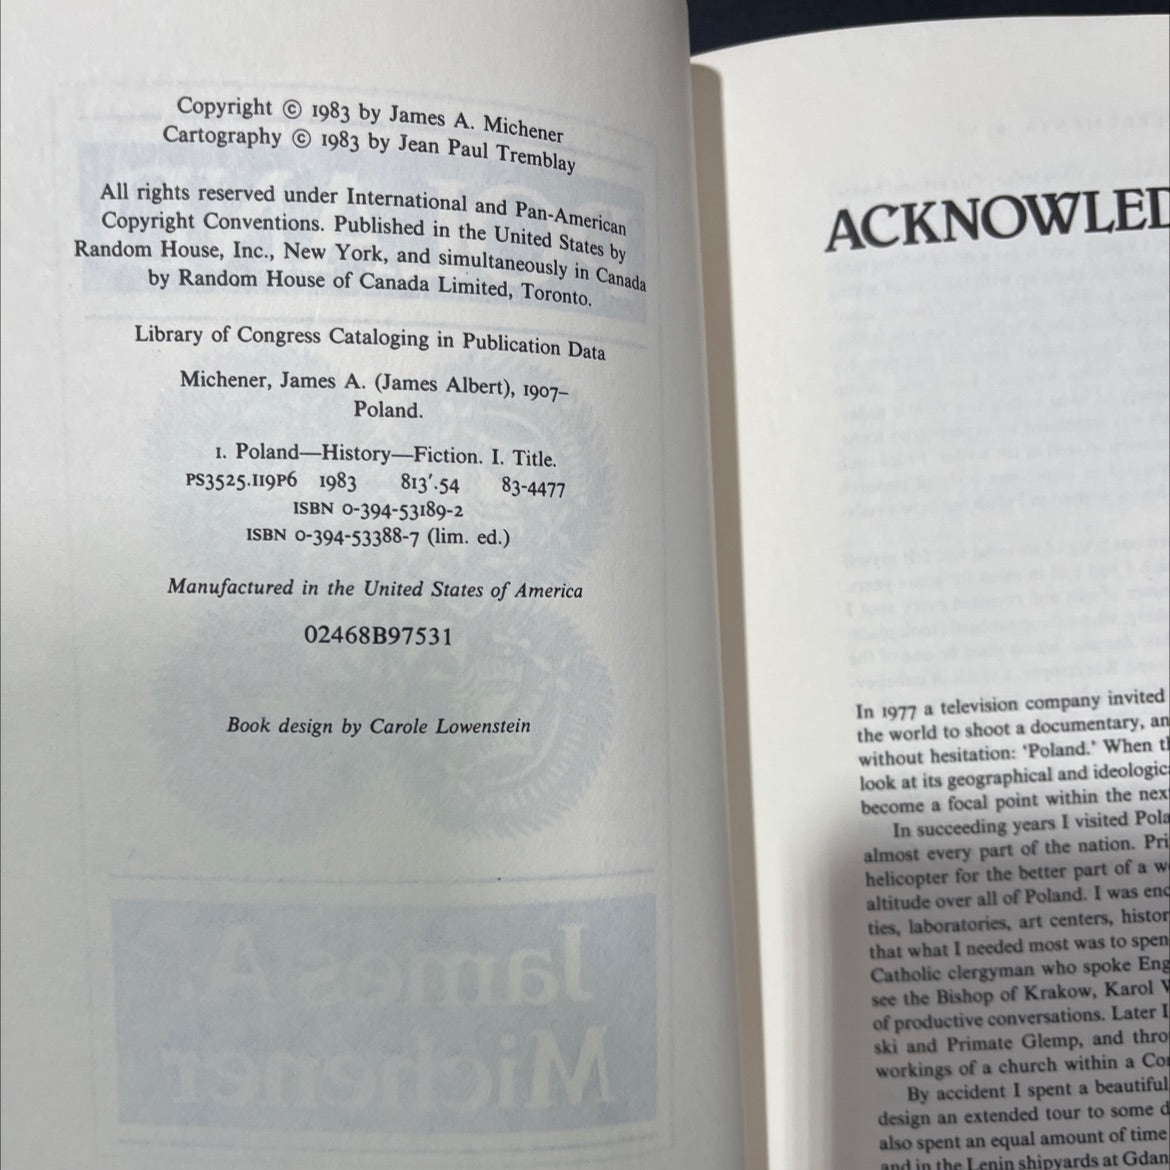 Copyright © 1983 by James A. Michener
Cartography © 1983 by Jean Paul Tremblay
All rights reserved under International and Pan-American
Copyright Conventions. Published in the United States by
Random House, Inc., New York, and simultaneously in Canada
by Random House of Canada Limited, Toronto.
Library of Congress Cataloging in Publication Data
Michener, James A. (James Albert), 1907–
Poland.
1. Poland—History—Fiction. I. Title.
PS3525.I19P6 1983 813'.54 83-4477
ISBN 0-394-53189-2
ISBN 0-394-53388-7 (lim. ed.)
Manufactured in the United States of America
02468B97531
Book design by Carole Lowenstein
James A.
Michener
ACKNOWLED
In 1977 a television company invited
the world to shoot a documentary, an
without hesitation: 'Poland.' When th
look at its geographical and ideologic
become a focal point within the nex
In succeeding years I visited Pola
almost every part of the nation. Pri
helicopter for the better part of a w
altitude over all of Poland. I was enc
ties, laboratories, art centers, histor
that what I needed most was to spen
Catholic clergyman who spoke Eng
see the Bishop of Krakow, Karol W
of productive conversations. Later I
ski and Primate Glemp, and thro
workings of a church within a Co
By accident I spent a beautiful
design an extended tour to some d
also spent an equal amount of time
and in the Lenin shipyards at Gdan